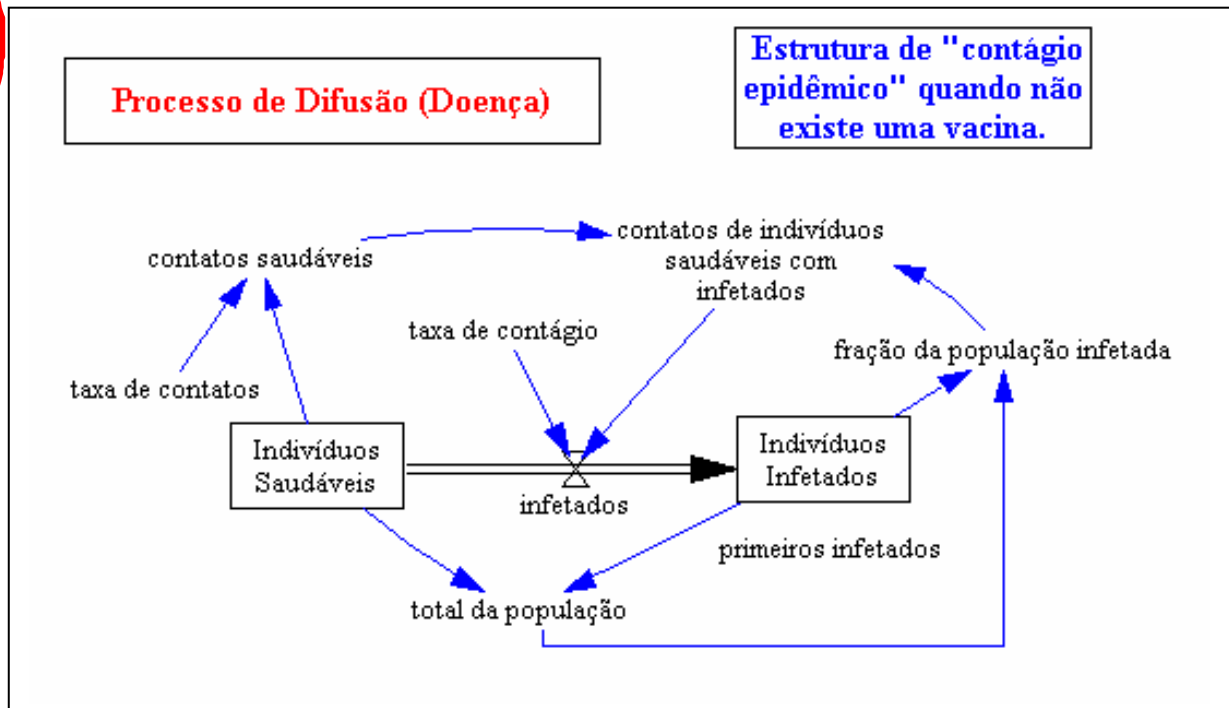 Processo de Difusão (Doença)
Estrutura de "contágio
epidêmico" quando não
existe uma vacina.
contatos saudáveis
contatos de indivíduos
saudáveis com
infetados
taxa de contágio
fração da população infetada
taxa de contatos
Indivíduos
Saudáveis
infetados
Indivíduos
Infetados
primeiros infetados
total da população